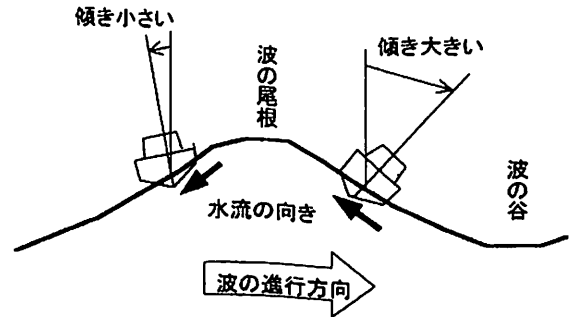 傾き小さい
波の尾根
傾き大きい
波の谷
水流の向き
波の進行方向